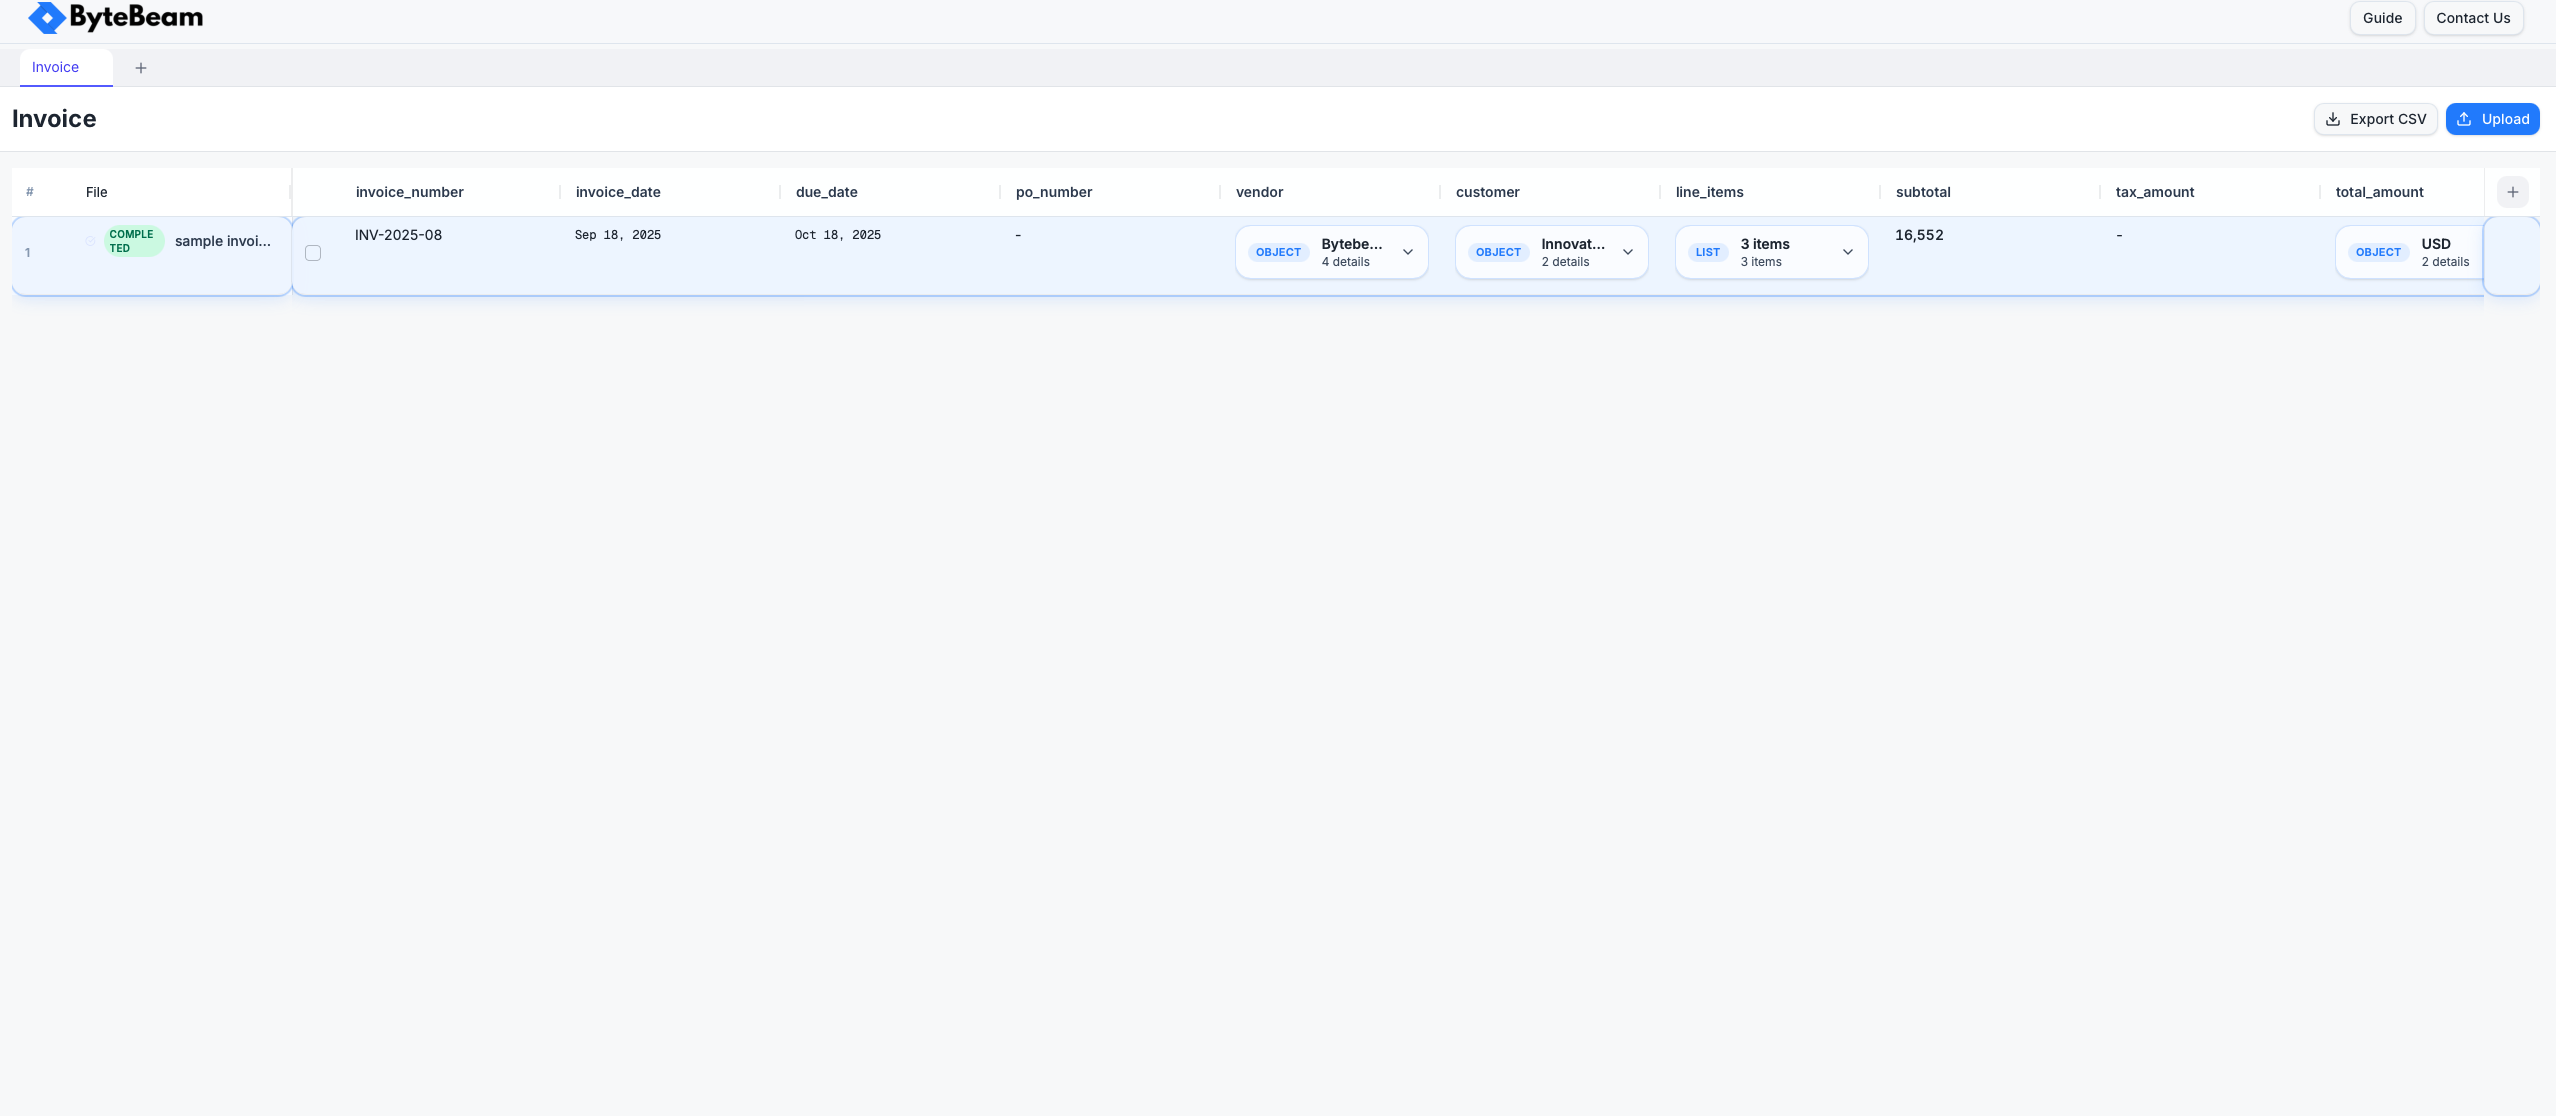 ByteBeam
Guide
Contact Us
Invoice
+
Invoice
Export CSV
Upload
# File invoice_number invoice_date due_date po_number vendor customer line_items subtotal tax_amount total_amount +
1
COMPLE
TED
sample invoi...
INV-2025-08
Sep 18, 2025
Oct 18, 2025
-
OBJECT
Bytebe...
4 details
OBJECT
Innovat...
2 details
LIST
3 items
3 items
16,552
-
OBJECT
USD
2 details